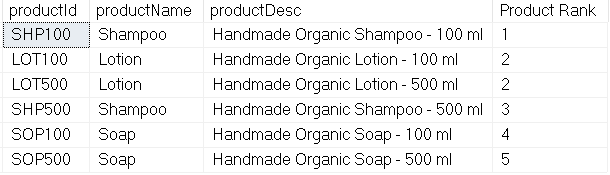 productId productName productDesc Product Rank
SHP100 Shampoo Handmade Organic Shampoo - 100 ml 1
LOT100 Lotion Handmade Organic Lotion - 100 ml 2
LOT500 Lotion Handmade Organic Lotion - 500 ml 2
SHP500 Shampoo Handmade Organic Shampoo - 500 ml 3
SOP100 Soap Handmade Organic Soap - 100 ml 4
SOP500 Soap Handmade Organic Soap - 500 ml 5